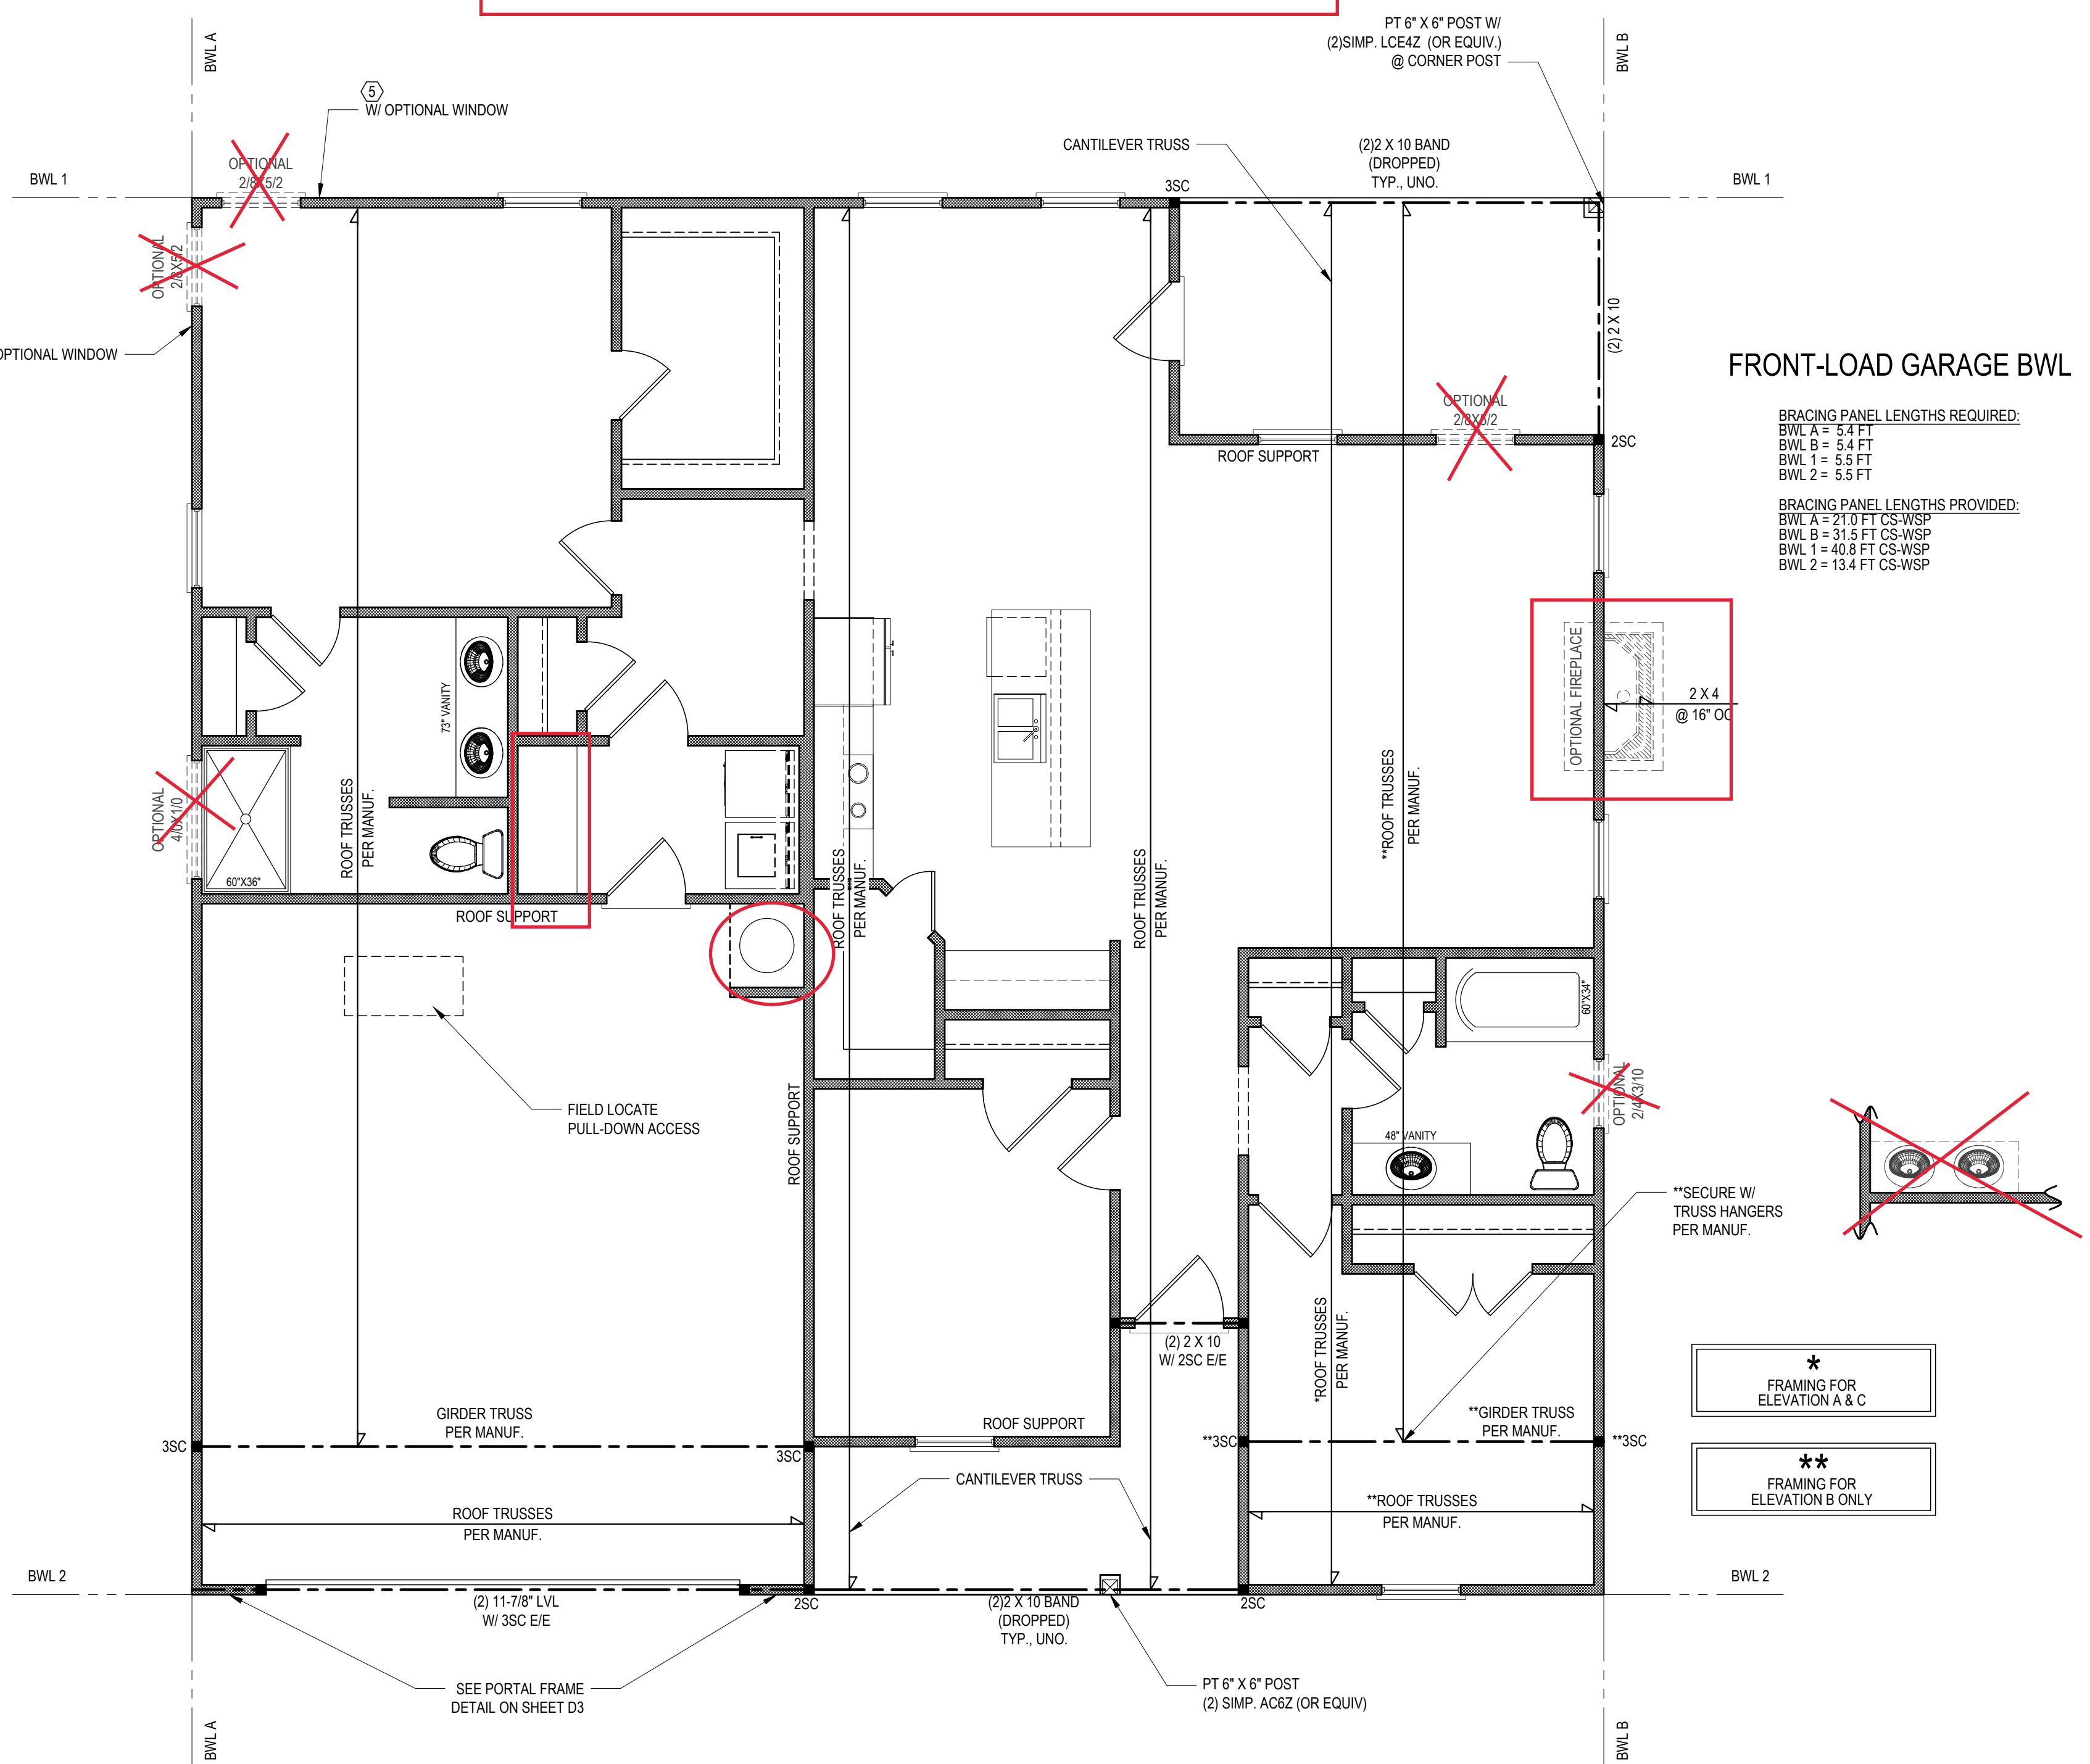 PT 6" X 6" POST W/
(2)SIMP. LCE4Z (OR EQUIV.)
@ CORNER POST
BWL A
BWL B
5
W/ OPTIONAL WINDOW
CANTILEVER TRUSS
(2)2 X 10 BAND
(DROPPED)
TYP., UNO.
OPTIONAL
2/8X5/2
BWL 1
3SC
BWL 1
OPTIONAL
2/8X5/2
(2) 2 X 10
OPTIONAL WINDOW
FRONT-LOAD GARAGE BWL
OPTIONAL
2/8X5/2
2SC
ROOF SUPPORT
BRACING PANEL LENGTHS REQUIRED:
BWL A = 5.4 FT
BWL B = 5.4 FT
BWL 1 = 5.5 FT
BWL 2 = 5.5 FT
BRACING PANEL LENGTHS PROVIDED:
BWL A = 21.0 FT CS-WSP
BWL B = 31.5 FT CS-WSP
BWL 1 = 40.8 FT CS-WSP
BWL 2 = 13.4 FT CS-WSP
OPTIONAL FIREPLACE
2 X 4
@ 16" OC
73" VANITY
OPTIONAL
4/0X1/0
ROOF TRUSSES
PER MANUF.
60"X36"
ROOF SUPPORT
ROOF TRUSSES
PER MANUF.
ROOF TRUSSES
PER MANUF.
**ROOF TRUSSES
PER MANUF.
60"X34"
FIELD LOCATE
PULL-DOWN ACCESS
ROOF SUPPORT
OPTIONAL
2/4X3/10
48" VANITY
**SECURE W/
TRUSS HANGERS
PER MANUF.
*ROOF TRUSSES
PER MANUF.
(2) 2 X 10
W/ 2SC E/E
*
FRAMING FOR
ELEVATION A & C
GIRDER TRUSS
PER MANUF.
ROOF SUPPORT
**GIRDER TRUSS
PER MANUF.
3SC
3SC
**3SC
**3SC
**
FRAMING FOR
ELEVATION B ONLY
CANTILEVER TRUSS
ROOF TRUSSES
PER MANUF.
**ROOF TRUSSES
PER MANUF.
BWL 2
BWL 2
(2) 11-7/8" LVL
W/ 3SC E/E
2SC
(2)2 X 10 BAND
(DROPPED)
TYP., UNO.
2SC
SEE PORTAL FRAME
DETAIL ON SHEET D3
PT 6" X 6" POST
(2) SIMP. AC6Z (OR EQUIV)
BWL A
BWL B